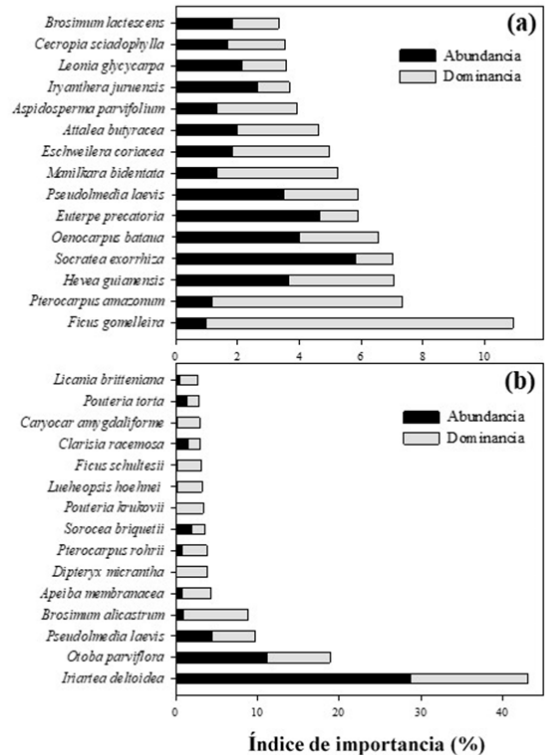 (a)
Brosimum lactescens
Cecropia sciadophylla
Leonia glycycarpa
Iryanthera juruensis
Aspidosperma parvifolium
Attalea butyracea
Eschweilera coriacea
Manilkara bidentata
Pseudolmedia laevis
Euterpe precatoria
Oenocarpus bataua
Socratea exorrhiza
Hevea guianensis
Pterocarpus amazonum
Ficus gomelleira
Abundancia
Dominancia
0 2 4 6 8 10
(b)
Licania britteniana
Pouteria torta
Caryocar amygdaliforme
Clarisia racemosa
Ficus schultesii
Lueheopsis hoehnei
Pouteria krukovii
Sorocea briquetii
Pterocarpus rohrii
Dipteryx micrantha
Apeiba membranacea
Brosimum alicastrum
Pseudolmedia laevis
Otoba parviflora
Iriartea deltoidea
Abundancia
Dominancia
0 10 20 30 40
Índice de importancia (%)